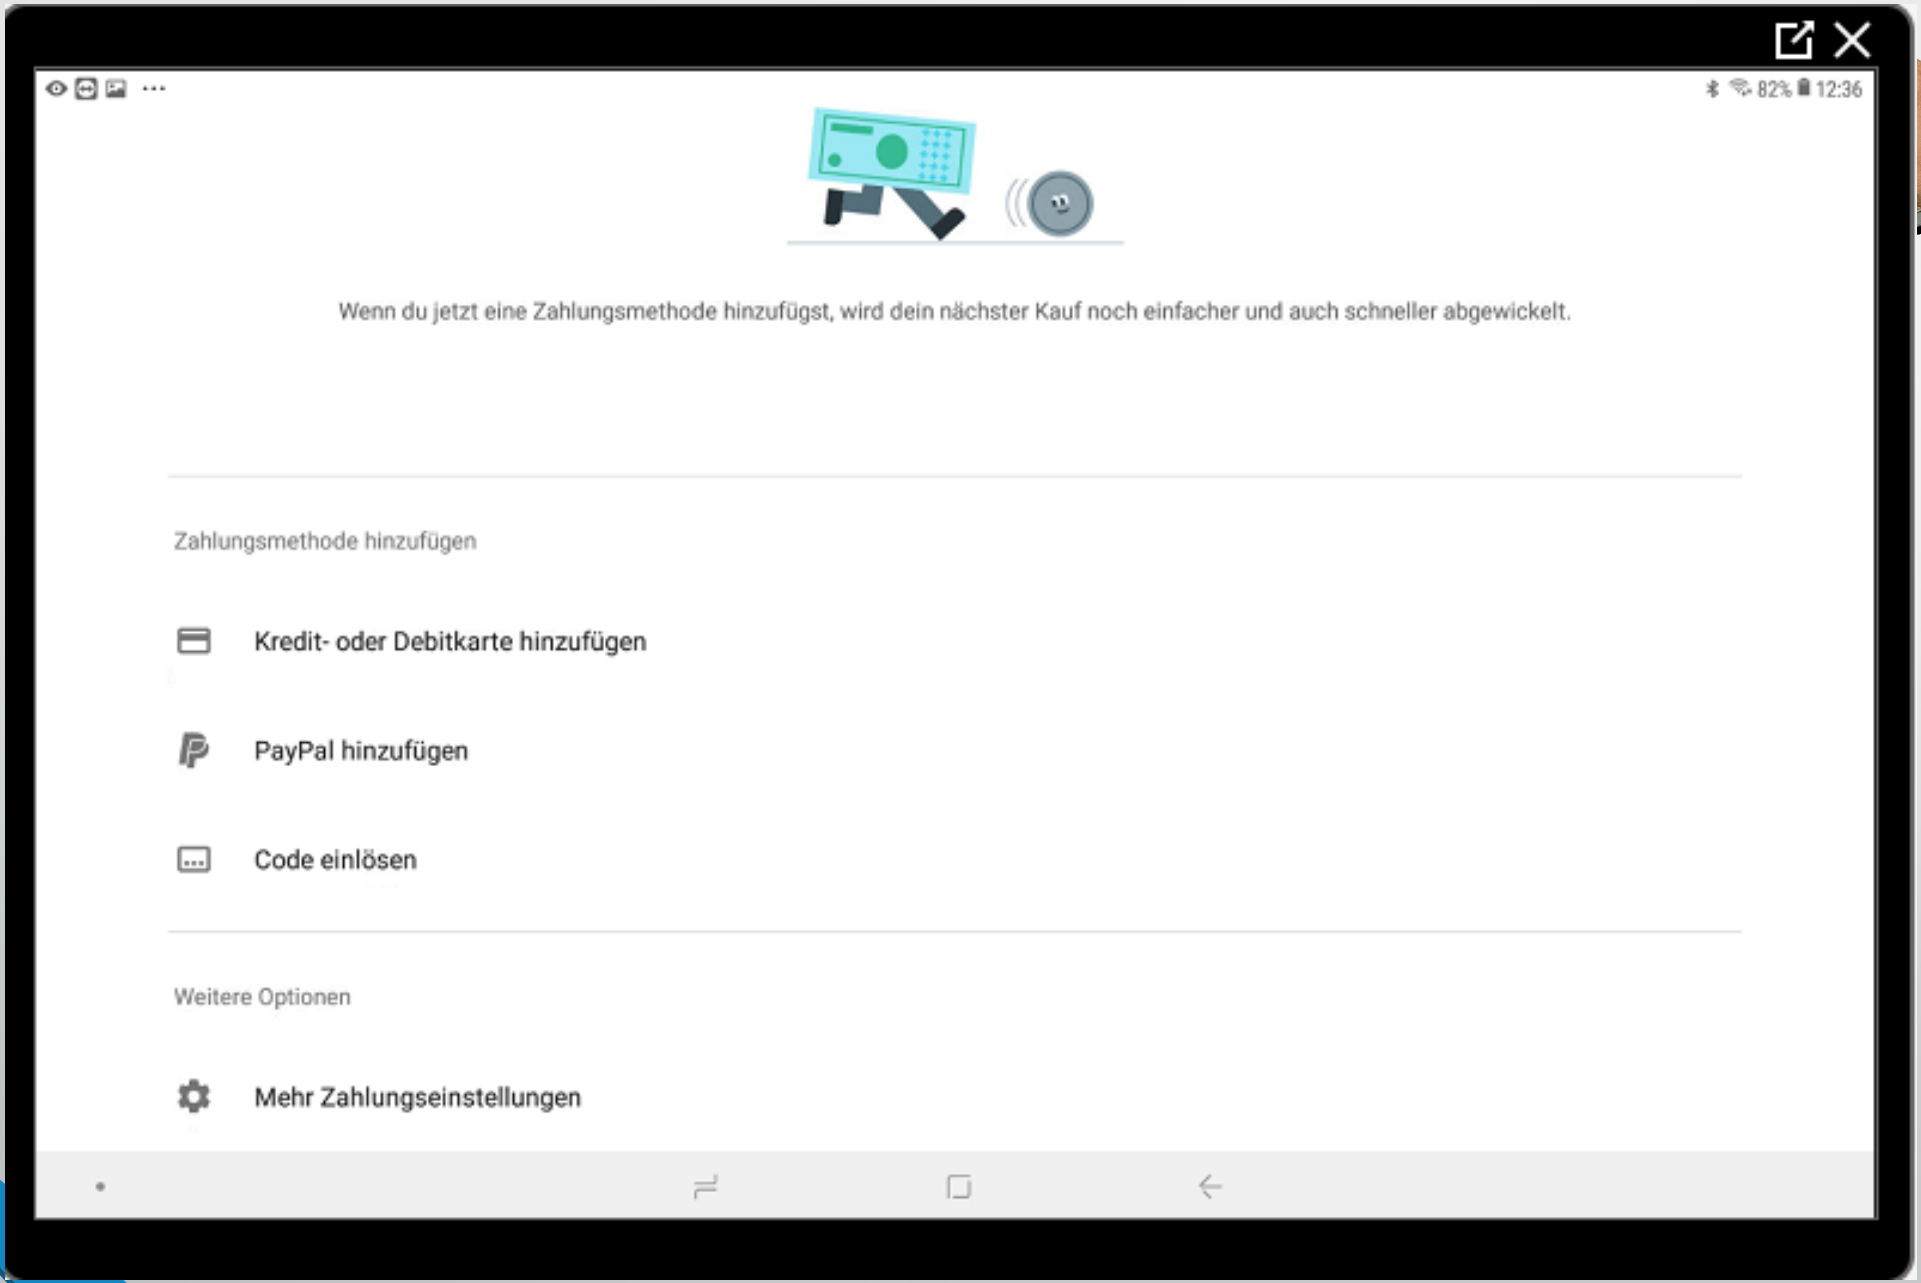 82% 12:36
Wenn du jetzt eine Zahlungsmethode hinzufügst, wird dein nächster Kauf noch einfacher und auch schneller abgewickelt.
Zahlungsmethode hinzufügen
Kredit- oder Debitkarte hinzufügen
PayPal hinzufügen
Code einlösen
Weitere Optionen
Mehr Zahlungseinstellungen